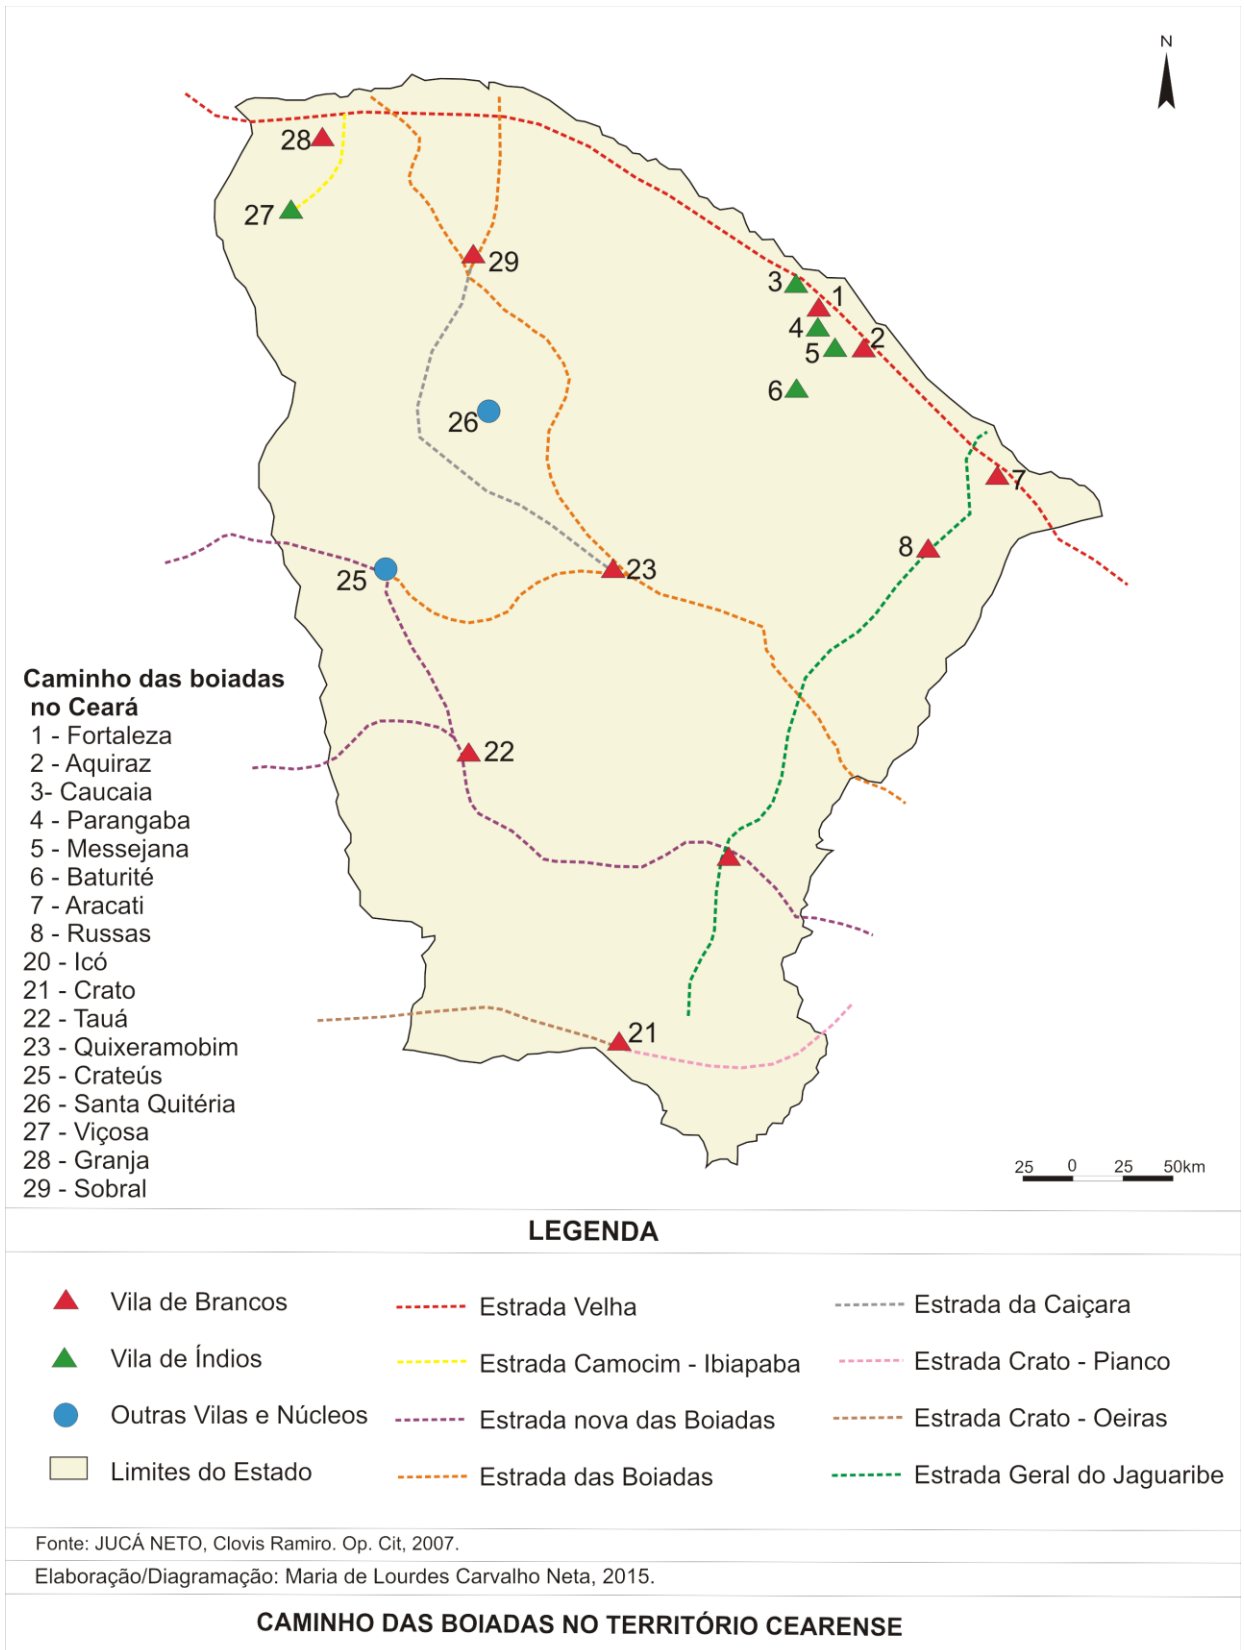 N
28
27
29
3
1
4
2
5
6
26
7
8
25
23
22
21
Caminho das boiadas
no Ceará
1 - Fortaleza
2 - Aquiraz
3- Caucaia
4 - Parangaba
5 - Messejana
6 - Baturité
7 - Aracati
8 - Russas
20 - Icó
21 - Crato
22 - Tauá
23 - Quixeramobim
25 - Crateús
26 - Santa Quitéria
27 - Viçosa
28 - Granja
29 - Sobral
25 0 25 50km
LEGENDA
Vila de Brancos
Vila de Índios
Outras Vilas e Núcleos
Limites do Estado
Estrada Velha
Estrada Camocim - Ibiapaba
Estrada nova das Boiadas
Estrada das Boiadas
Estrada da Caiçara
Estrada Crato - Pianco
Estrada Crato - Oeiras
Estrada Geral do Jaguaribe
Fonte: JUCÁ NETO, Clovis Ramiro. Op. Cit, 2007.
Elaboração/Diagramação: Maria de Lourdes Carvalho Neta, 2015.
CAMINHO DAS BOIADAS NO TERRITÓRIO CEARENSE